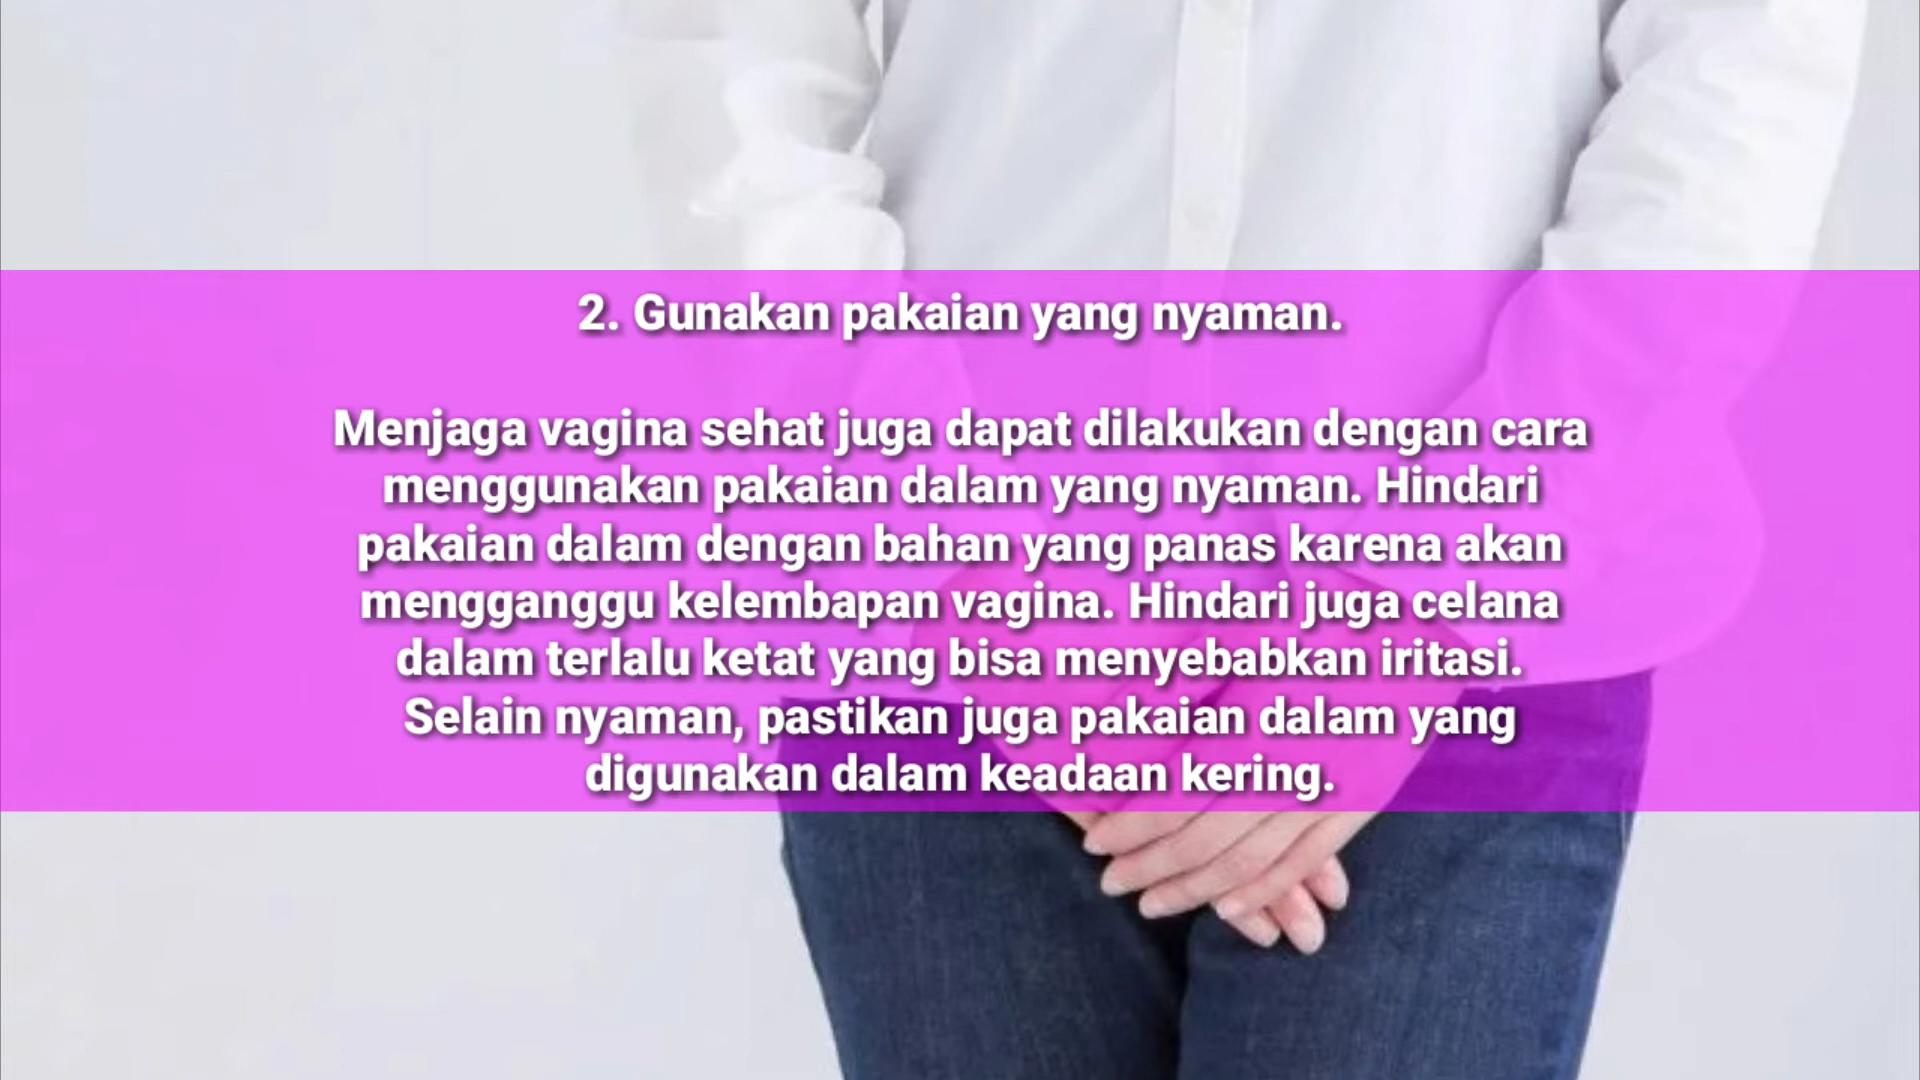 2. Gunakan pakaian yang nyaman.
Menjaga vagina sehat juga dapat dilakukan dengan cara
menggunakan pakaian dalam yang nyaman. Hindari
pakaian dalam dengan bahan yang panas karena akan
mengganggu kelembapan vagina. Hindari juga celana
dalam terlalu ketat yang bisa menyebabkan iritasi.
Selain nyaman, pastikan juga pakaian dalam yang
digunakan dalam keadaan kering.